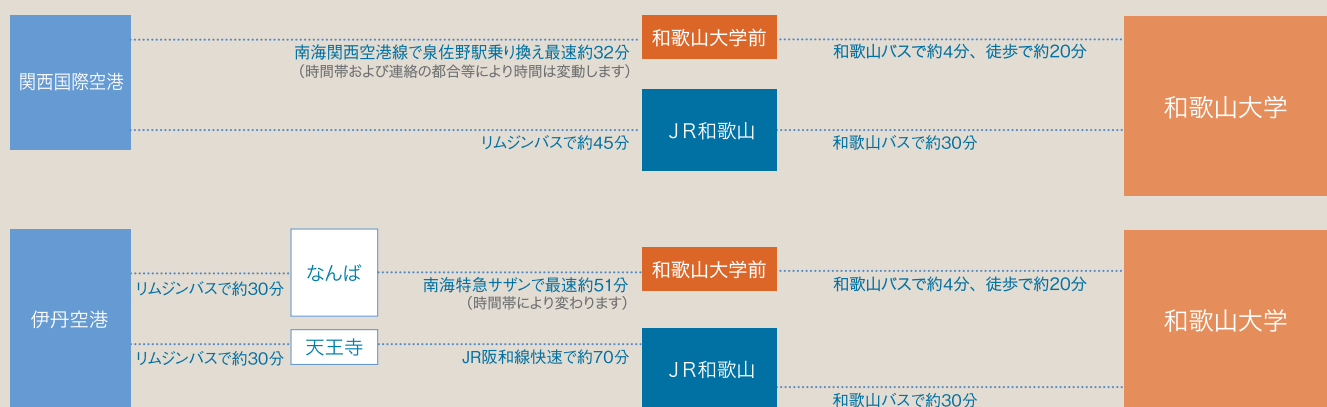 関西国際空港
南海関西空港線で泉佐野駅乗り換え最速約32分
（時間帯および連絡の都合等により時間は変動します）
和歌山大学前
和歌山バスで約4分、徒歩で約20分
リムジンバスで約45分
JR和歌山
和歌山バスで約30分
和歌山大学
伊丹空港
リムジンバスで約30分
なんば
南海特急サザンで最速約51分
（時間帯により変わります）
和歌山大学前
和歌山バスで約4分、徒歩で約20分
リムジンバスで約30分
天王寺
JR阪和線快速で約70分
JR和歌山
和歌山バスで約30分
和歌山大学